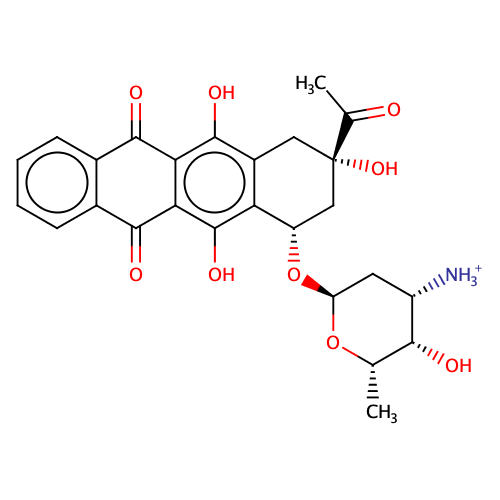 O OH H₃C O
OH
O OH O NH₃⁺
O OH
CH₃